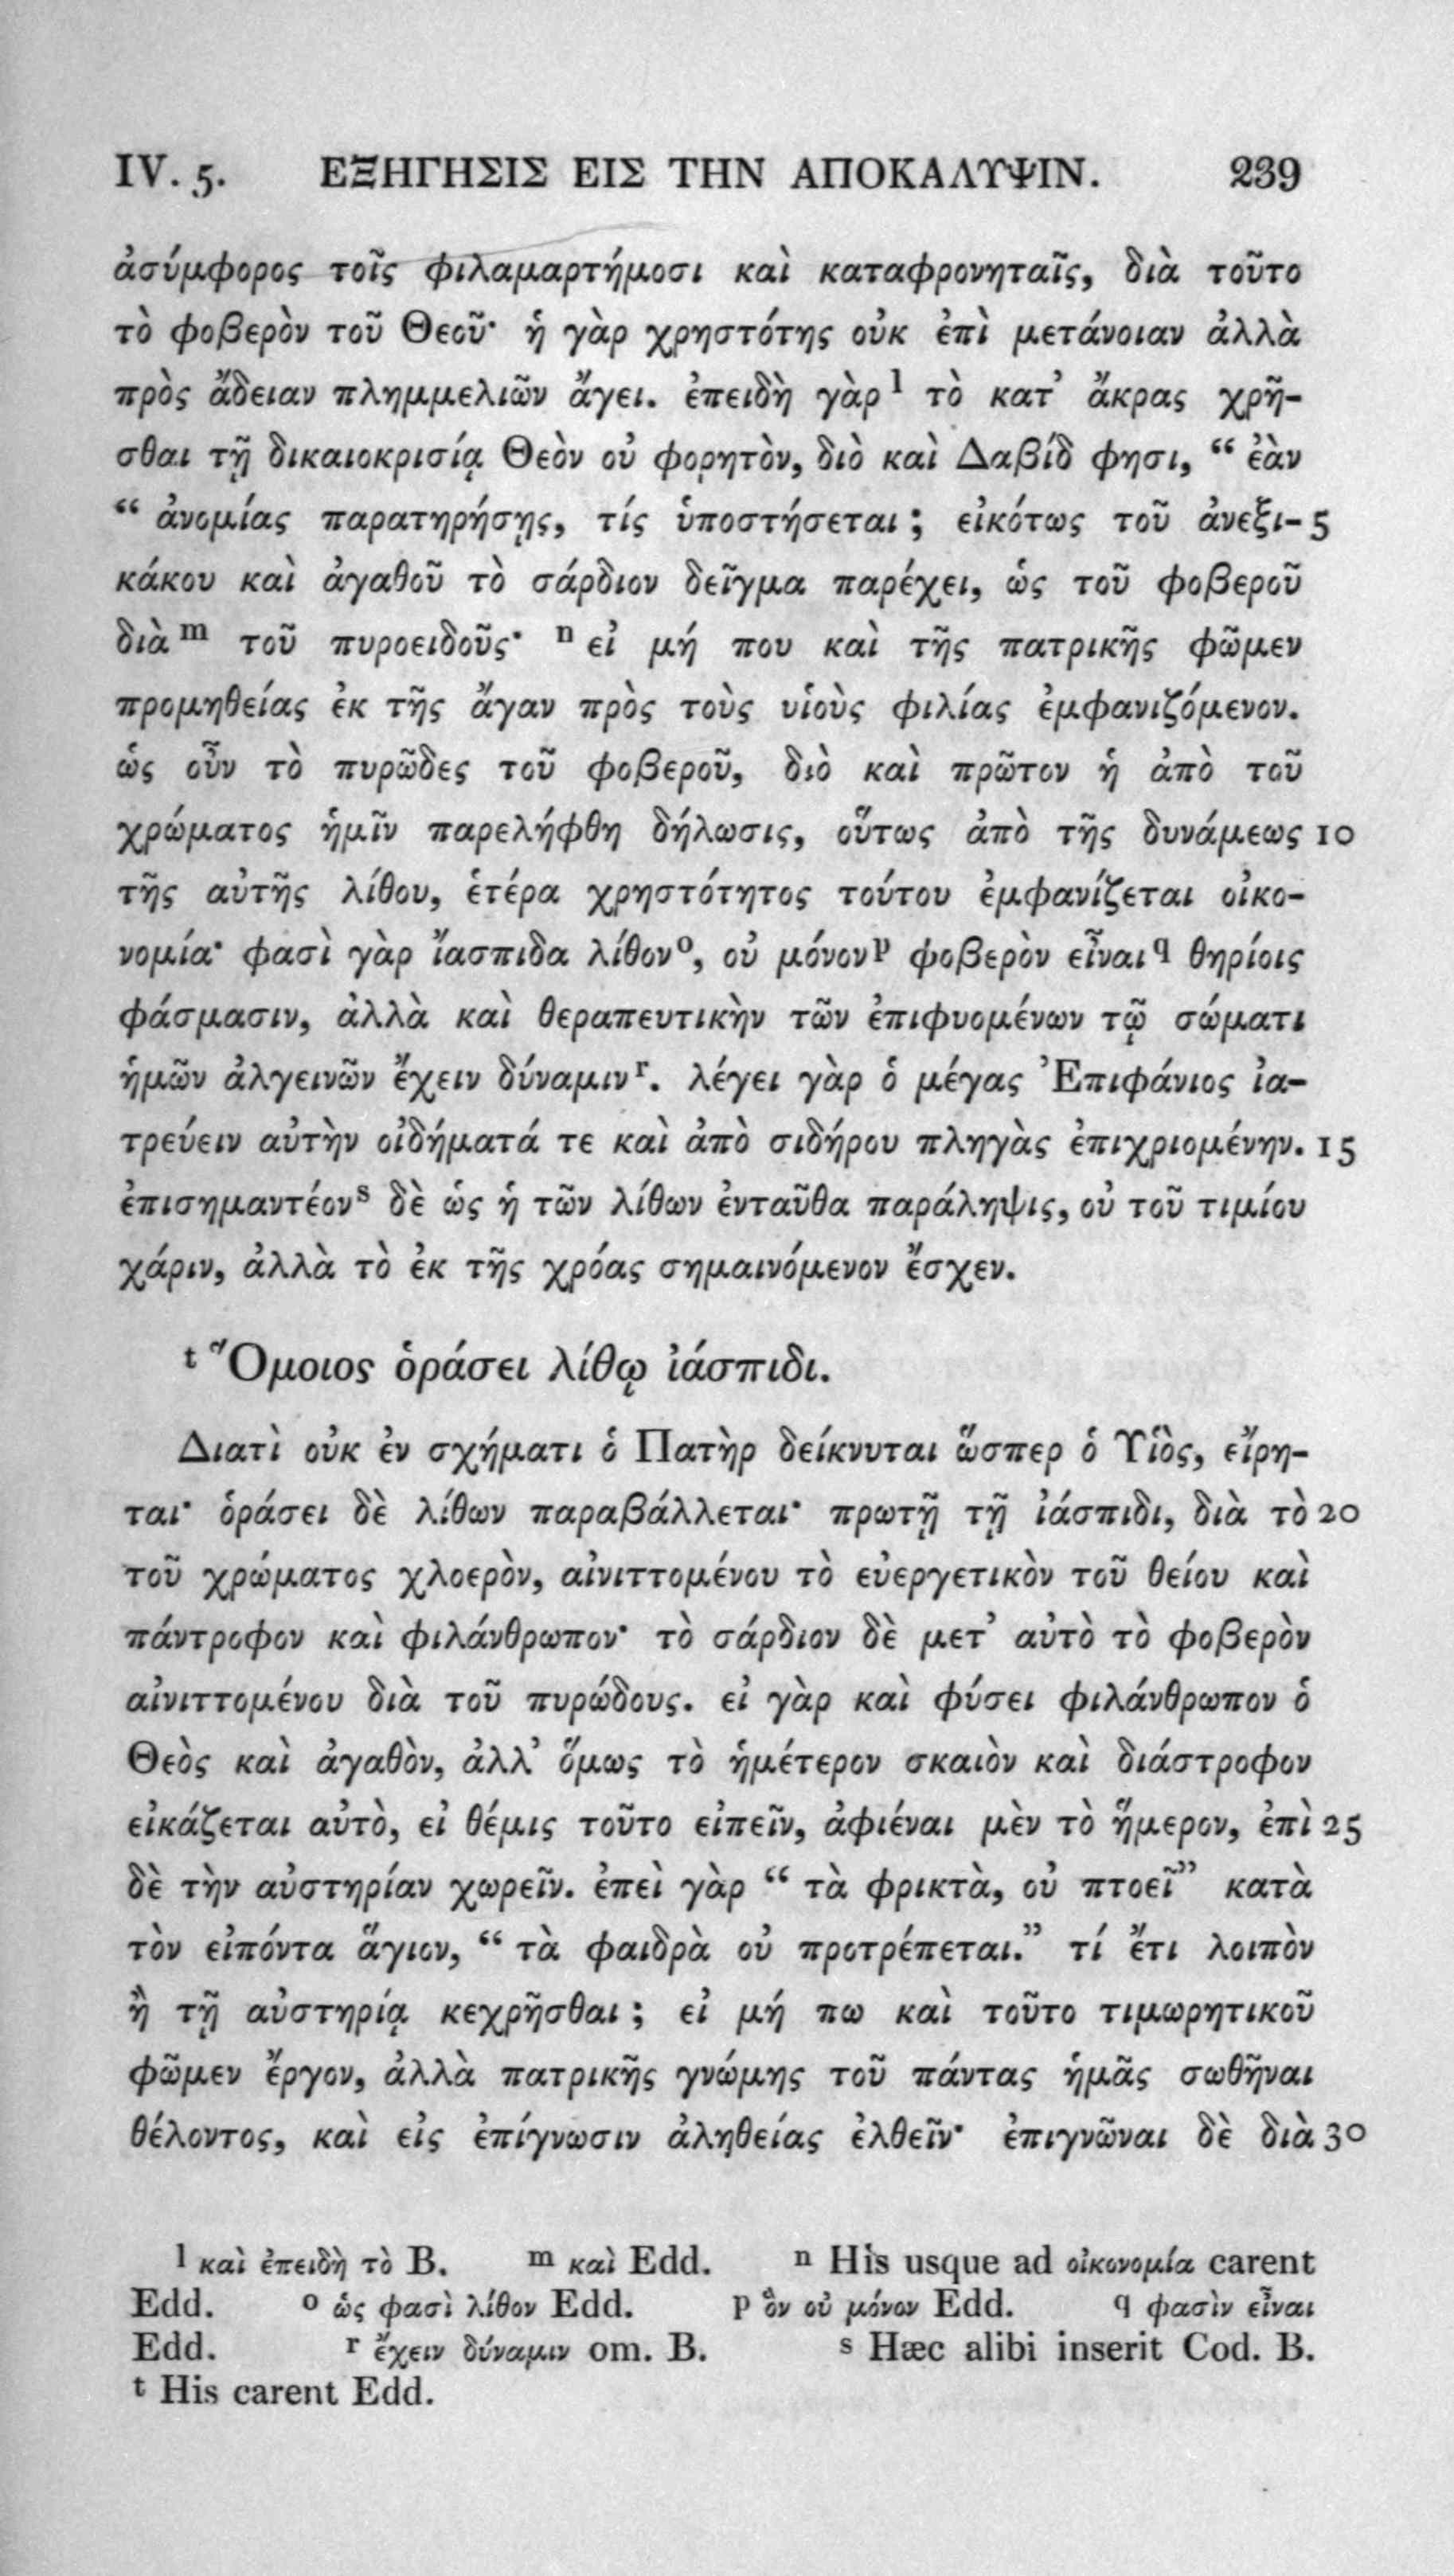 IV. 5. ΕΞΗΓΗΣΙΣ ΕΙΣ ΤΗΝ ΑΠΟΚΑΛΥΨΙΝ. 239
ἀσύμφορος τοῖς φιλαμαρτήμοσι καὶ καταφρονηταῖς, διὰ τοῦτο
τὸ φοβερὸν τοῦ Θεοῦ· ἡ γὰρ χρηστότης οὐκ ἐπὶ μετάνοιαν ἀλλὰ
πρὸς ἄδειαν πλημμελιῶν ἄγει. ἐπειδὴ γὰρ l τὸ κατ’ ἄκρας χρῆ-
σθαι τῇ δικαιοκρισίᾳ Θεὸν οὐ φορητὸν, διὸ καὶ Δαβίδ φησι, “ ἐὰν
“ ἀνομίας παρατηρήσῃς, τίς ὑποστήσεται ; εἰκότως τοῦ ἀνεξι- 5
κάκου καὶ ἀγαθοῦ τὸ σάρδιον δεῖγμα παρέχει, ὡς τοῦ φοβεροῦ
διὰ m τοῦ πυροειδοῦς· n εἰ μή που καὶ τῆς πατρικῆς φῶμεν
προμηθείας ἐκ τῆς ἄγαν πρὸς τοὺς υἱοὺς φιλίας ἐμφανιζόμενον.
ὡς οὖν τὸ πυρῶδες τοῦ φοβεροῦ, διὸ καὶ πρῶτον ἡ ἀπὸ τοῦ
χρώματος ἡμῖν παρελήφθη δήλωσις, οὕτως ἀπὸ τῆς δυνάμεως 10
τῆς αὐτῆς λίθου, ἑτέρα χρηστότητος τούτου ἐμφανίζεται οἰκο-
νομία· φασὶ γὰρ ἴασπιδα λίθον o, οὐ μόνον p φοβερὸν εἶναι q θηρίοις
φάσμασιν, ἀλλὰ καὶ θεραπευτικὴν τῶν ἐπιφυομένων τῷ σώματι
ἡμῶν ἀλγεινῶν ἔχειν δύναμιν r. λέγει γὰρ ὁ μέγας Ἐπιφάνιος ἰα-
τρεύειν αὐτὴν οἰδήματά τε καὶ ἀπὸ σιδήρου πληγὰς ἐπιχριομένην. 15
ἐπισημαντέον s δὲ ὡς ἡ τῶν λίθων ἐνταῦθα παράληψις, οὐ τοῦ τιμίου
χάριν, ἀλλὰ τὸ ἐκ τῆς χρόας σημαινόμενον ἔσχεν.
t Ὅμοιος ὁράσει λίθῳ ἰάσπιδι.
Διατὶ οὐκ ἐν σχήματι ὁ Πατὴρ δείκνυται ὥσπερ ὁ Υἱὸς, εἴρη-
ται· ὁράσει δὲ λίθων παραβάλλεται· πρωτῇ τῇ ἰάσπιδι, διὰ τὸ 20
τοῦ χρώματος χλοερὸν, αἰνιττομένου τὸ εὐεργετικὸν τοῦ θείου καὶ
πάντροφον καὶ φιλάνθρωπον· τὸ σάρδιον δὲ μετ’ αὐτὸ τὸ φοβερὸν
αἰνιττομένου διὰ τοῦ πυρώδους. εἰ γὰρ καὶ φύσει φιλάνθρωπον ὁ
Θεὸς καὶ ἀγαθὸν, ἀλλ’ ὅμως τὸ ἡμέτερον σκαιὸν καὶ διάστροφον
εἰκάζεται αὐτὸ, εἰ θέμις τοῦτο εἰπεῖν, ἀφιέναι μὲν τὸ ἥμερον, ἐπὶ 25
δὲ τὴν αὐστηρίαν χωρεῖν. ἐπεὶ γὰρ “ τὰ φρικτὰ, οὐ πτοεῖ” κατὰ
τὸν εἰπόντα ἅγιον, “ τὰ φαιδρὰ οὐ προτρέπεται.” τί ἔτι λοιπὸν
ἢ τῇ αὐστηρίᾳ κεχρῆσθαι ; εἰ μή πω καὶ τοῦτο τιμωρητικοῦ
φῶμεν ἔργον, ἀλλὰ πατρικῆς γνώμης τοῦ πάντας ἡμᾶς σωθῆναι
θέλοντος, καὶ εἰς ἐπίγνωσιν ἀληθείας ἐλθεῖν· ἐπιγνῶναι δὲ διὰ 30
l καὶ ἐπειδὴ τὸ B. m καὶ Edd. n His usque ad οἰκονομία carent
Edd. o ὡς φασὶ λίθον Edd. p ὃν οὐ μόνον Edd. q φασὶν εἶναι
Edd. r ἔχειν δύναμιν om. B. s Hæc alibi inserit Cod. B.
t His carent Edd.